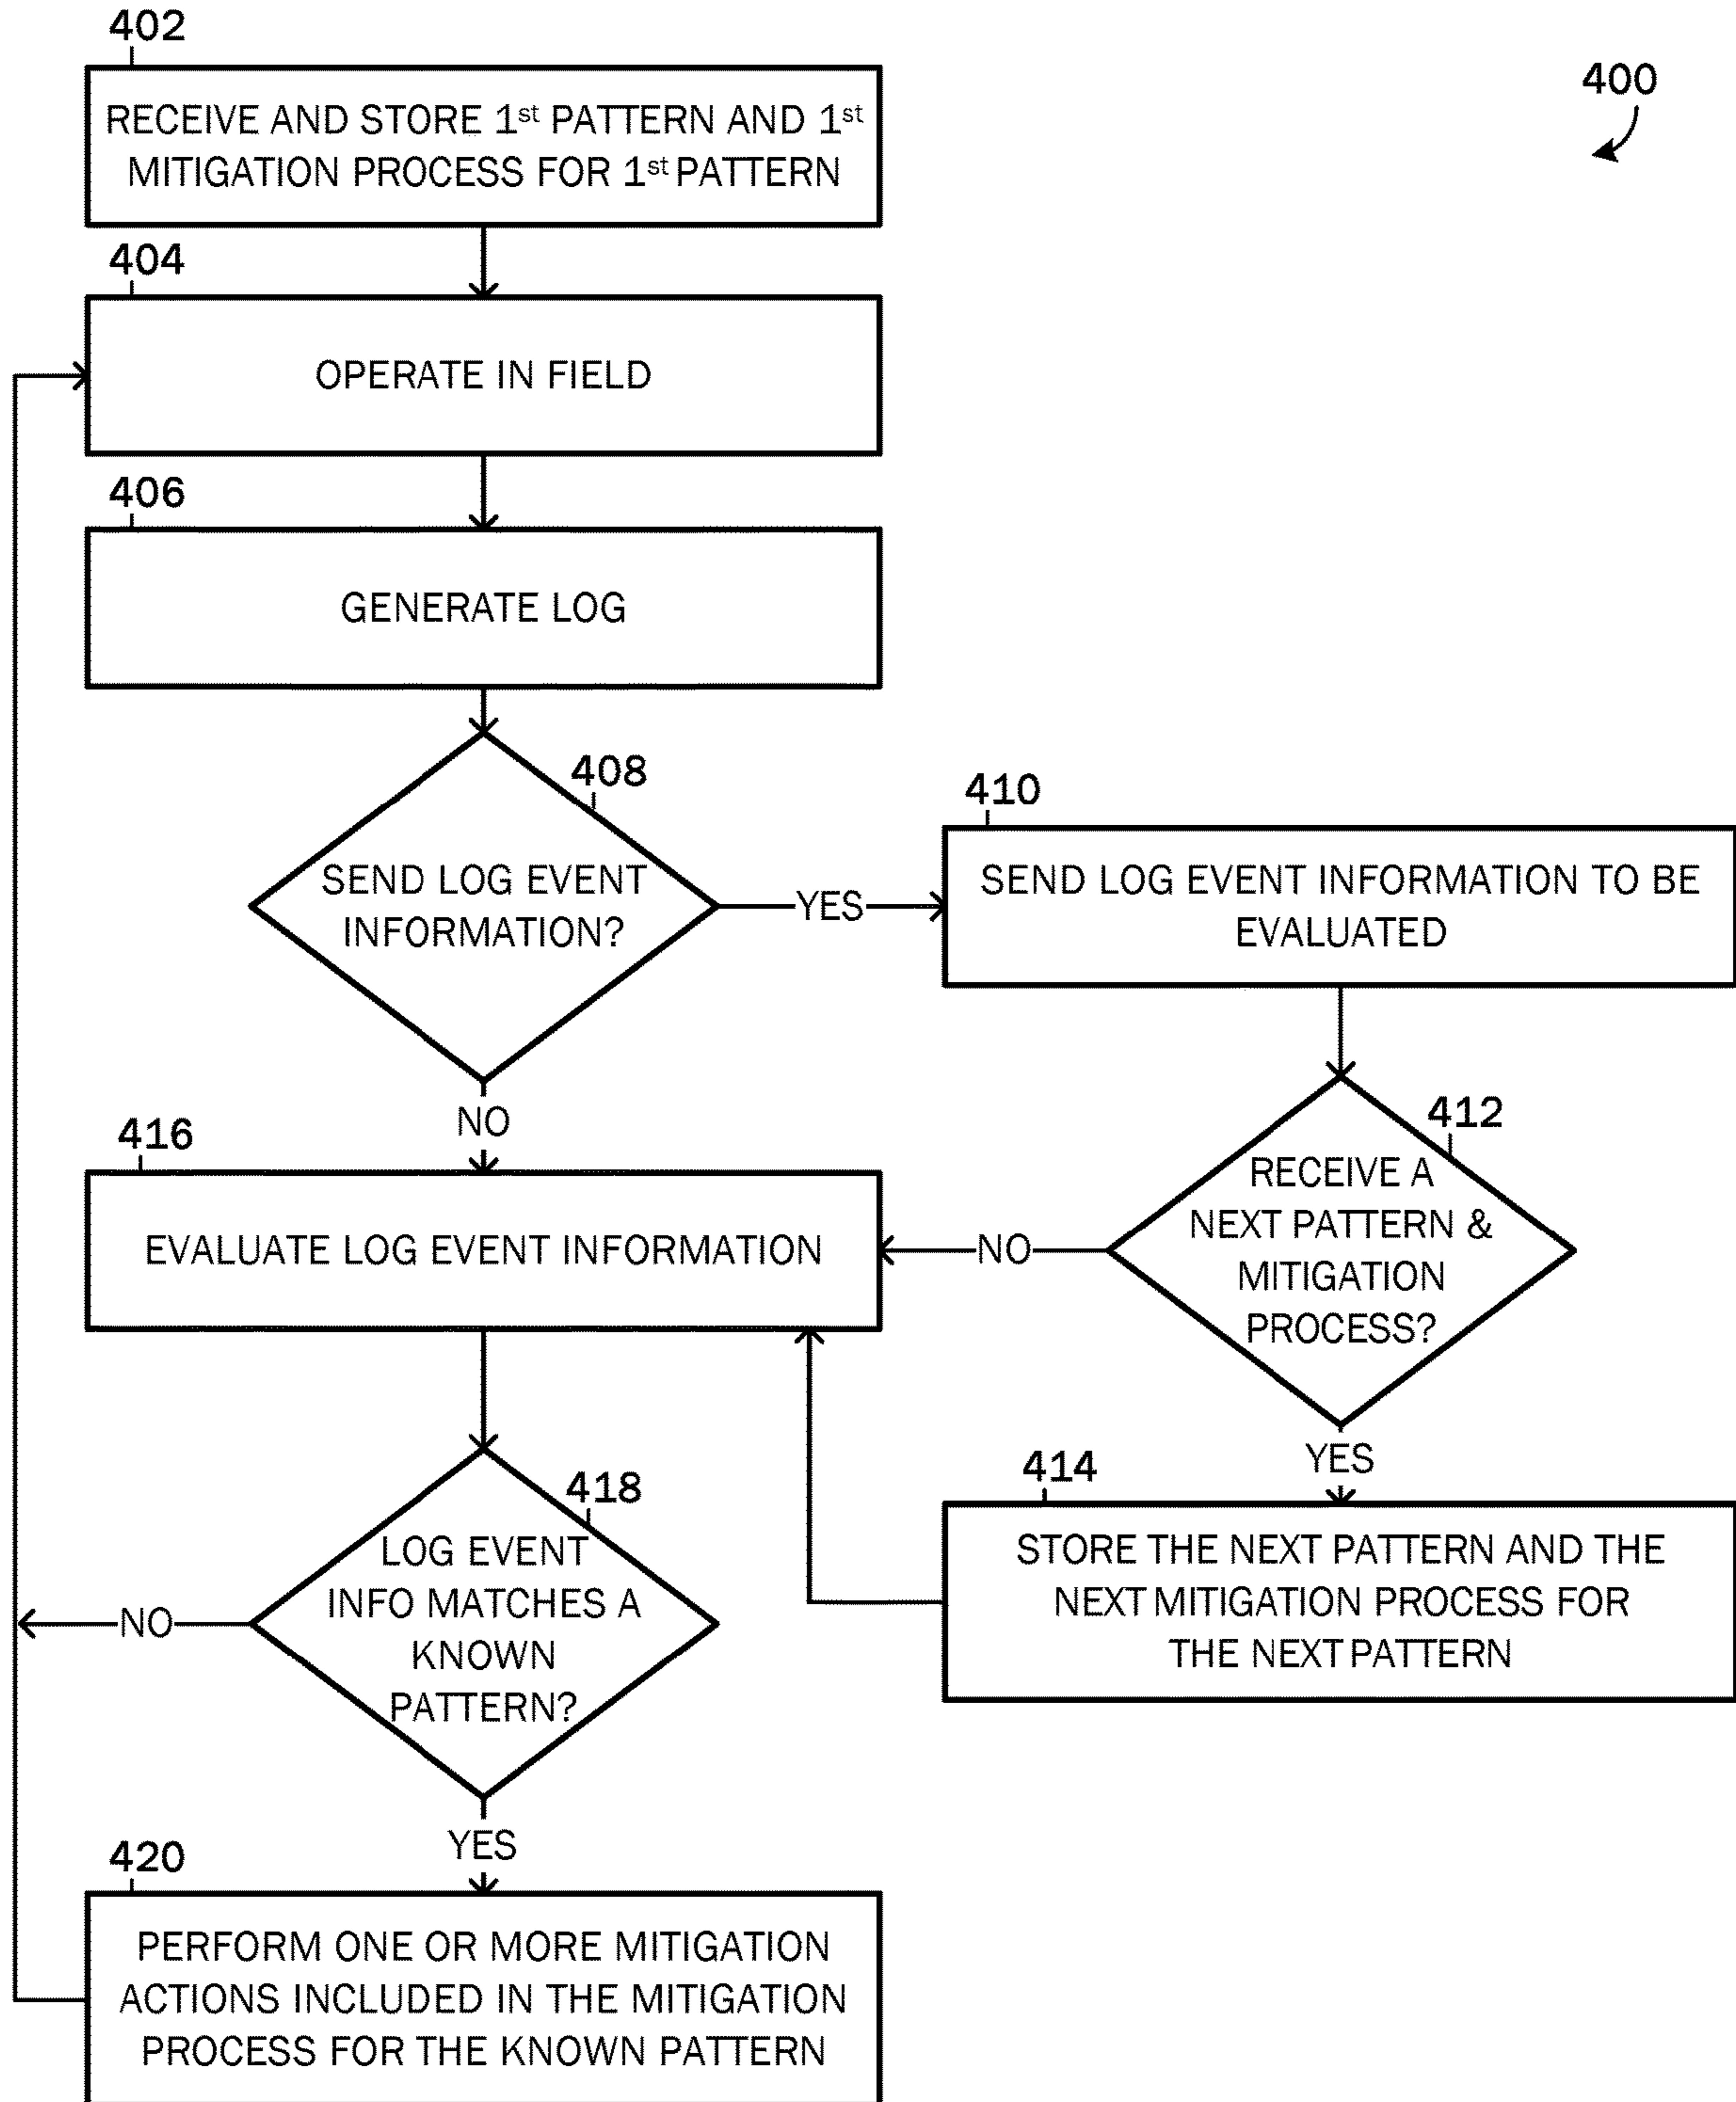 402
400
RECEIVE AND STORE 1st PATTERN AND 1st
MITIGATION PROCESS FOR 1st PATTERN
404
OPERATE IN FIELD
406
GENERATE LOG
408
SEND LOG EVENT
INFORMATION?
YES
NO
410
SEND LOG EVENT INFORMATION TO BE
EVALUATED
412
RECEIVE A
NEXT PATTERN &
MITIGATION
PROCESS?
NO
YES
414
STORE THE NEXT PATTERN AND THE
NEXT MITIGATION PROCESS FOR
THE NEXT PATTERN
416
EVALUATE LOG EVENT INFORMATION
418
LOG EVENT
INFO MATCHES A
KNOWN
PATTERN?
NO
YES
420
PERFORM ONE OR MORE MITIGATION
ACTIONS INCLUDED IN THE MITIGATION
PROCESS FOR THE KNOWN PATTERN